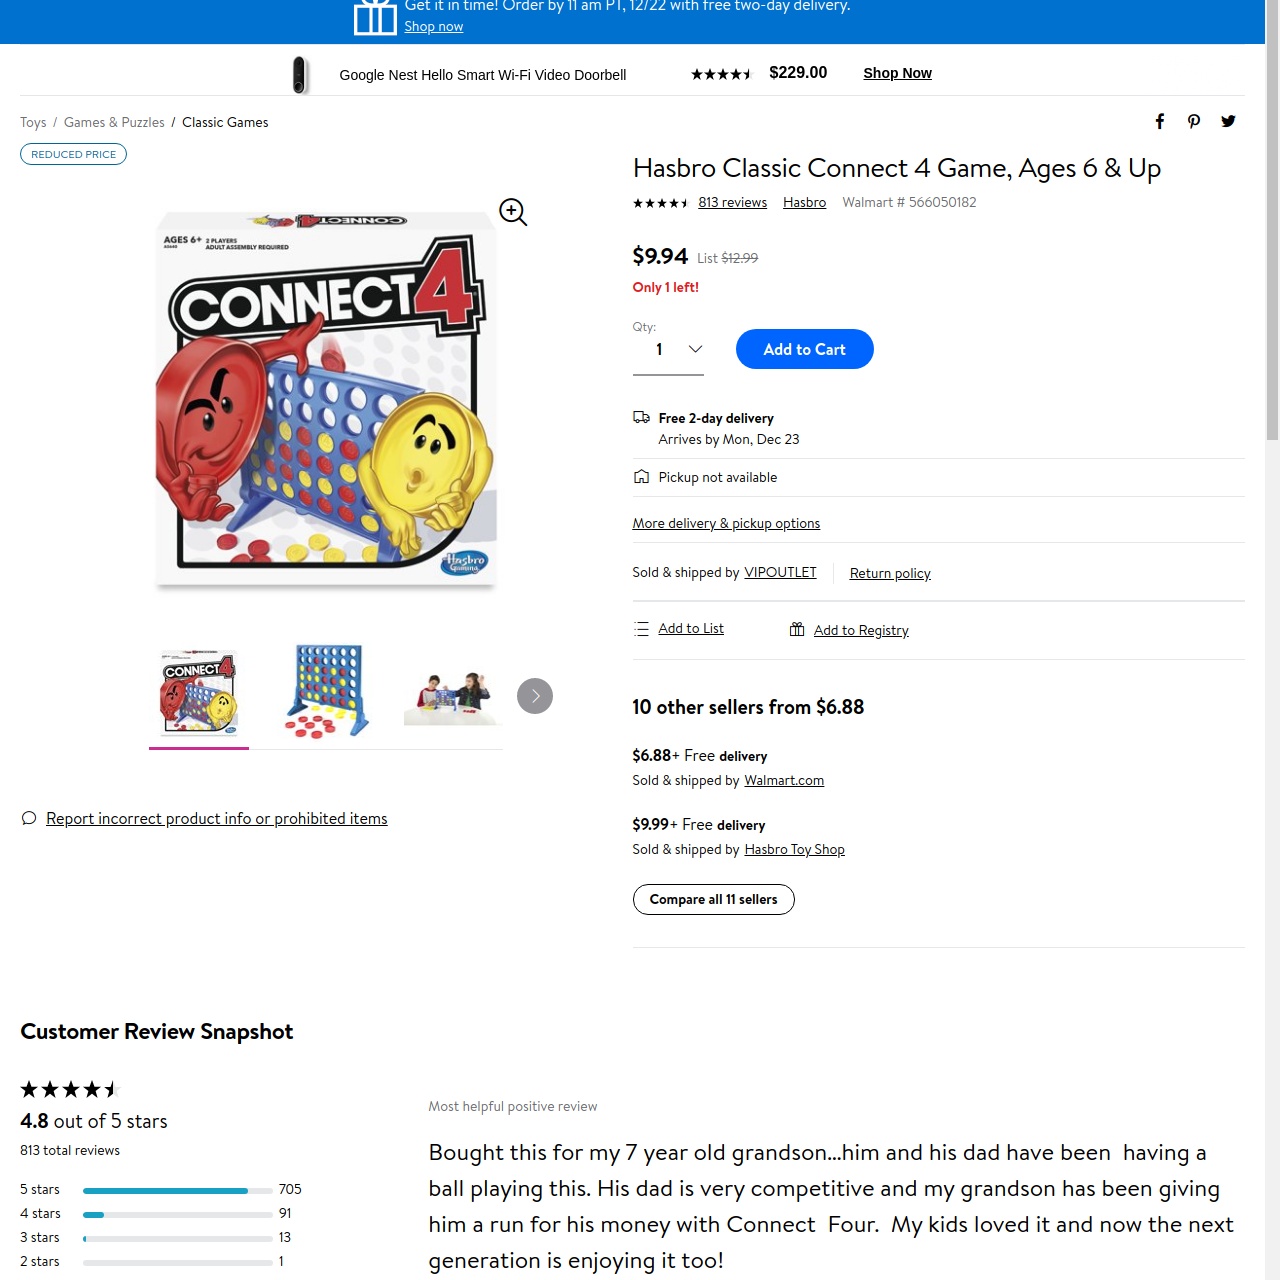 Get it in time! Order by 11 am PT, 12/22 with free two-day delivery.
Shop now
Google Nest Hello Smart Wi-Fi Video Doorbell $229.00 Shop Now
Toys / Games & Puzzles / Classic Games
REDUCED PRICE
CONNECT 4
AGES 6+ 2 PLAYERS
ADULT ASSEMBLY REQUIRED
CONNECT 4
Hasbro
Gaming
CONNECT 4
Report incorrect product info or prohibited items
Hasbro Classic Connect 4 Game, Ages 6 & Up
813 reviews Hasbro Walmart # 566050182
$9.94 List $12.99
Only 1 left!
Qty:
1 Add to Cart
Free 2-day delivery
Arrives by Mon, Dec 23
Pickup not available
More delivery & pickup options
Sold & shipped by VIPOUTLET Return policy
Add to List Add to Registry
10 other sellers from $6.88
$6.88+ Free delivery
Sold & shipped by Walmart.com
$9.99+ Free delivery
Sold & shipped by Hasbro Toy Shop
Compare all 11 sellers
Customer Review Snapshot
4.8 out of 5 stars
813 total reviews
5 stars 705
4 stars 91
3 stars 13
2 stars 1
Most helpful positive review
Bought this for my 7 year old grandson...him and his dad have been having a
ball playing this. His dad is very competitive and my grandson has been giving
him a run for his money with Connect Four. My kids loved it and now the next
generation is enjoying it too!